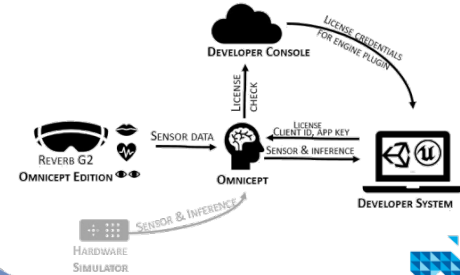 DEVELOPER CONSOLE
LICENSE CREDENTIALS
FOR ENGINE PLUGIN
LICENSE
CHECK
LICENSE
CLIENT ID, APP KEY
SENSOR DATA
SENSOR & INFERENCE
REVERB G2
OMNICEPT EDITION
OMNICEPT
DEVELOPER SYSTEM
SENSOR & INFERENCE
HARDWARE
SIMULATOR